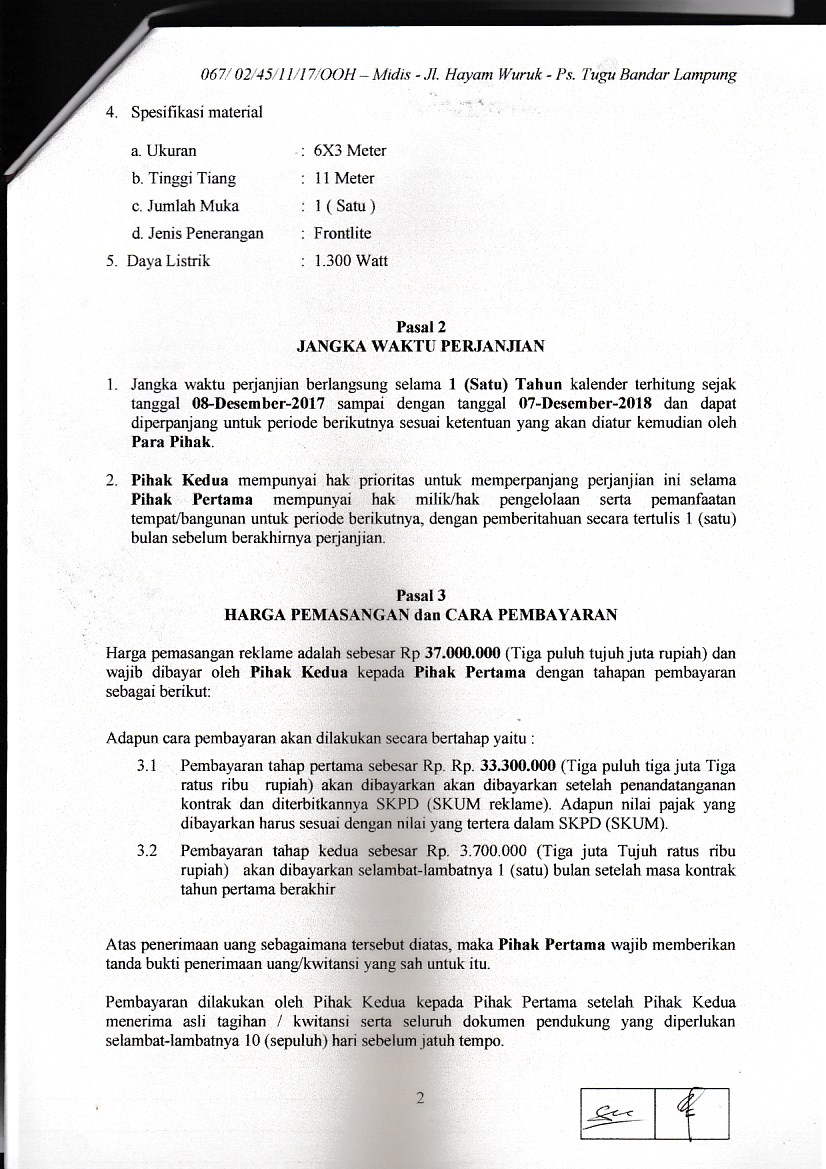 067/ 02/45/11/17/OOH – Midis - Jl. Hayam Wuruk - Ps. Tugu Bandar Lampung
4. Spesifikasi material
a. Ukuran : 6X3 Meter
b. Tinggi Tiang : 11 Meter
c. Jumlah Muka : 1 ( Satu )
d. Jenis Penerangan : Frontlite
5. Daya Listrik : 1.300 Watt
Pasal 2
JANGKA WAKTU PERJANJIAN
1. Jangka waktu perjanjian berlangsung selama 1 (Satu) Tahun kalender terhitung sejak
tanggal 08-Desember-2017 sampai dengan tanggal 07-Desember-2018 dan dapat
diperpanjang untuk periode berikutnya sesuai ketentuan yang akan diatur kemudian oleh
Para Pihak.
2. Pihak Kedua mempunyai hak prioritas untuk memperpanjang perjanjian ini selama
Pihak Pertama mempunyai hak milik/hak pengelolaan serta pemanfaatan
tempat/bangunan untuk periode berikutnya, dengan pemberitahuan secara tertulis 1 (satu)
bulan sebelum berakhirnya perjanjian.
Pasal 3
HARGA PEMASANGAN dan CARA PEMBAYARAN
Harga pemasangan reklame adalah sebesar Rp 37.000.000 (Tiga puluh tujuh juta rupiah) dan
wajib dibayar oleh Pihak Kedua kepada Pihak Pertama dengan tahapan pembayaran
sebagai berikut:
Adapun cara pembayaran akan dilakukan secara bertahap yaitu :
3.1 Pembayaran tahap pertama sebesar Rp. Rp. 33.300.000 (Tiga puluh tiga juta Tiga
ratus ribu rupiah) akan dibayarkan akan dibayarkan setelah penandatanganan
kontrak dan diterbitkannya SKPD (SKUM reklame). Adapun nilai pajak yang
dibayarkan harus sesuai dengan nilai yang tertera dalam SKPD (SKUM).
3.2 Pembayaran tahap kedua sebesar Rp. 3.700.000 (Tiga juta Tujuh ratus ribu
rupiah) akan dibayarkan selambat-lambatnya 1 (satu) bulan setelah masa kontrak
tahun pertama berakhir
Atas penerimaan uang sebagaimana tersebut diatas, maka Pihak Pertama wajib memberikan
tanda bukti penerimaan uang/kwitansi yang sah untuk itu.
Pembayaran dilakukan oleh Pihak Kedua kepada Pihak Pertama setelah Pihak Kedua
menerima asli tagihan / kwitansi serta seluruh dokumen pendukung yang diperlukan
selambat-lambatnya 10 (sepuluh) hari sebelum jatuh tempo.
2